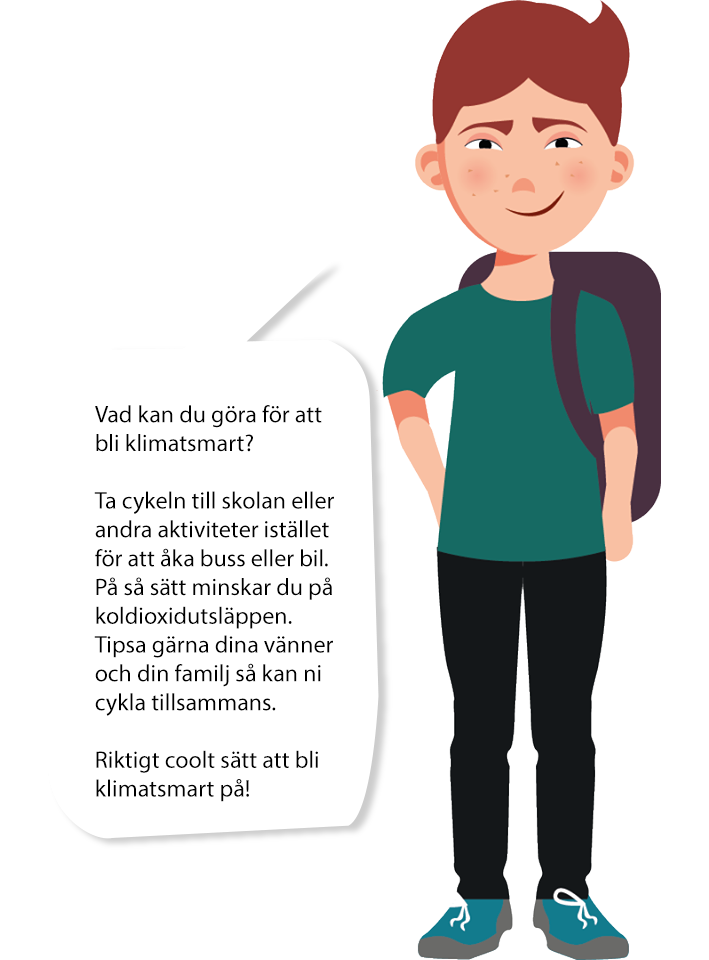 Vad kan du göra för att
bli klimatsmart?
Ta cykeln till skolan eller
andra aktiviteter istället
för att åka buss eller bil.
På så sätt minskar du på
koldioxidutsläppen.
Tipsa gärna dina vänner
och din familj så kan ni
cykla tillsammans.
Riktigt coolt sätt att bli
klimatsmart på!